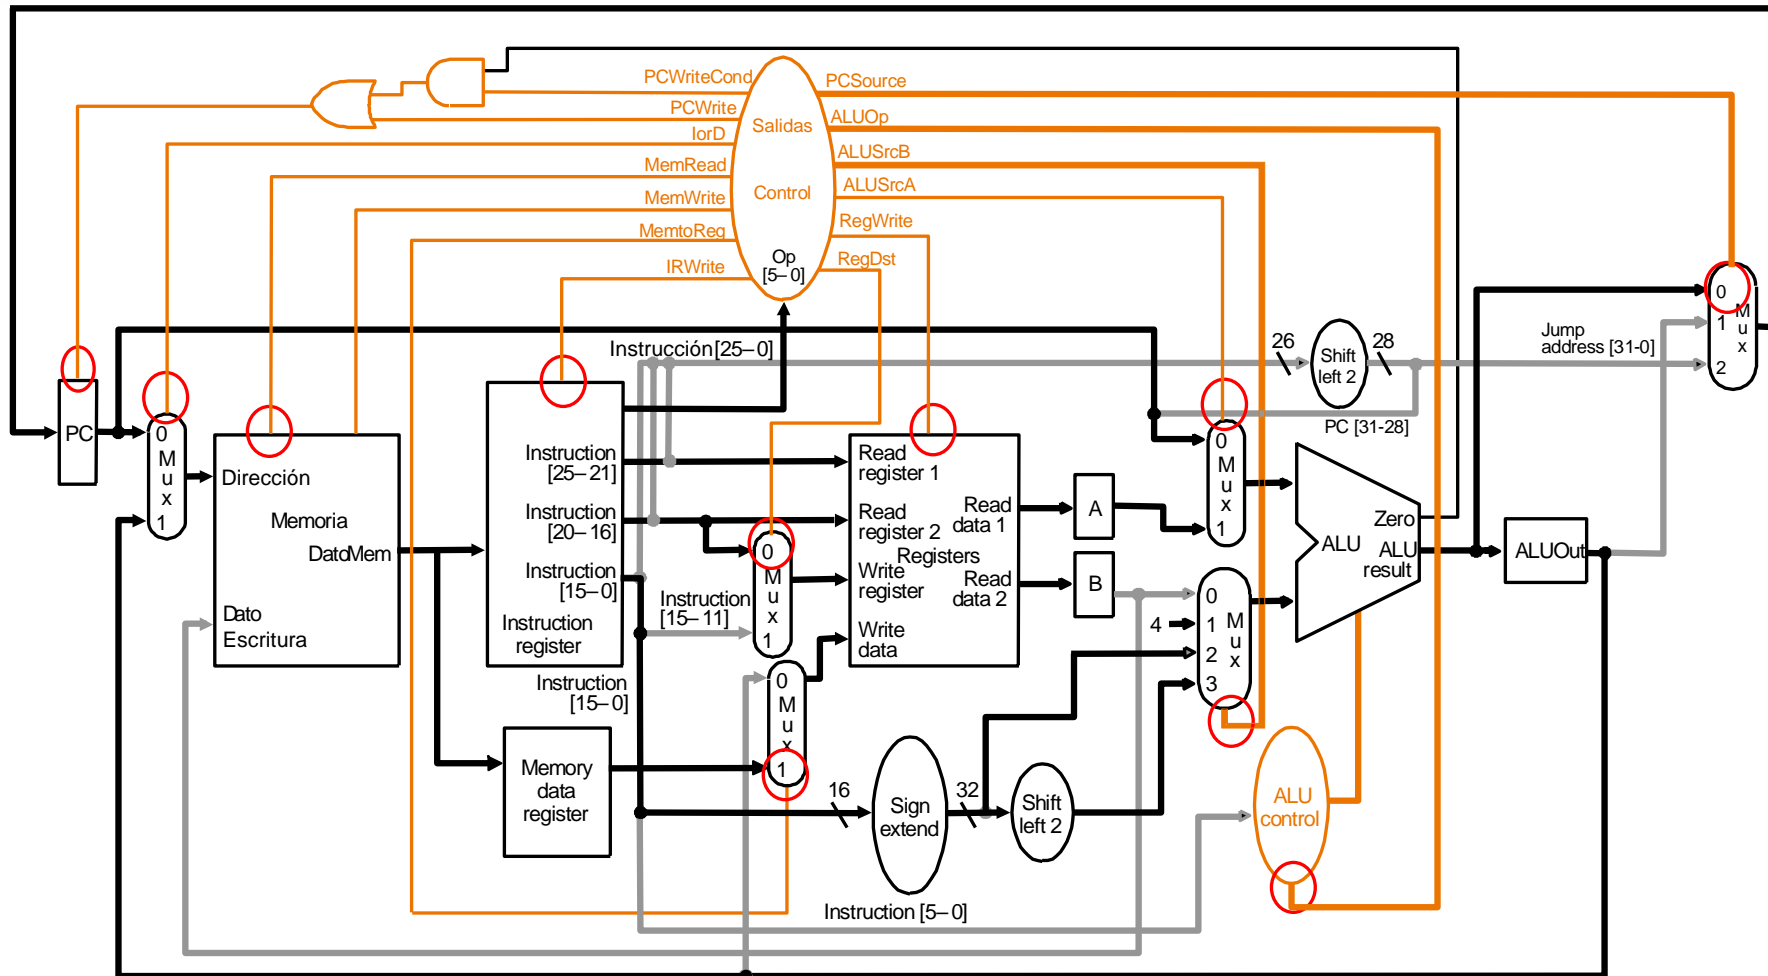 PCWriteCond
PCSource
PCWrite
ALUOp
Salidas
IorD
ALUSrcB
MemRead
ALUSrcA
MemWrite
Control
RegWrite
MemtoReg
Op
[5–0]
RegDst
IRWrite
Instrucción[25–0]
26
28
Shift
left 2
Jump
address [31-0]
0
1
2
M
u
x
PC [31-28]
PC
0
M
u
x
1
Dirección
Memoria
DatoMem
Dato
Escritura
Instruction
[25–21]
Instruction
[20–16]
Instruction
[15–0]
Instruction
register
Instruction
[15–11]
0
M
u
x
1
Read
register 1
Read
register 2
Registers
Write
register
Write
data
Read
data 1
Read
data 2
A
B
0
M
u
x
1
4
0
1
2
3
M
u
x
Zero
ALU
ALU
result
ALUOut
Instruction
[15–0]
0
M
u
x
1
Memory
data
register
16
Sign
extend
32
Shift
left 2
ALU
control
Instruction [5–0]